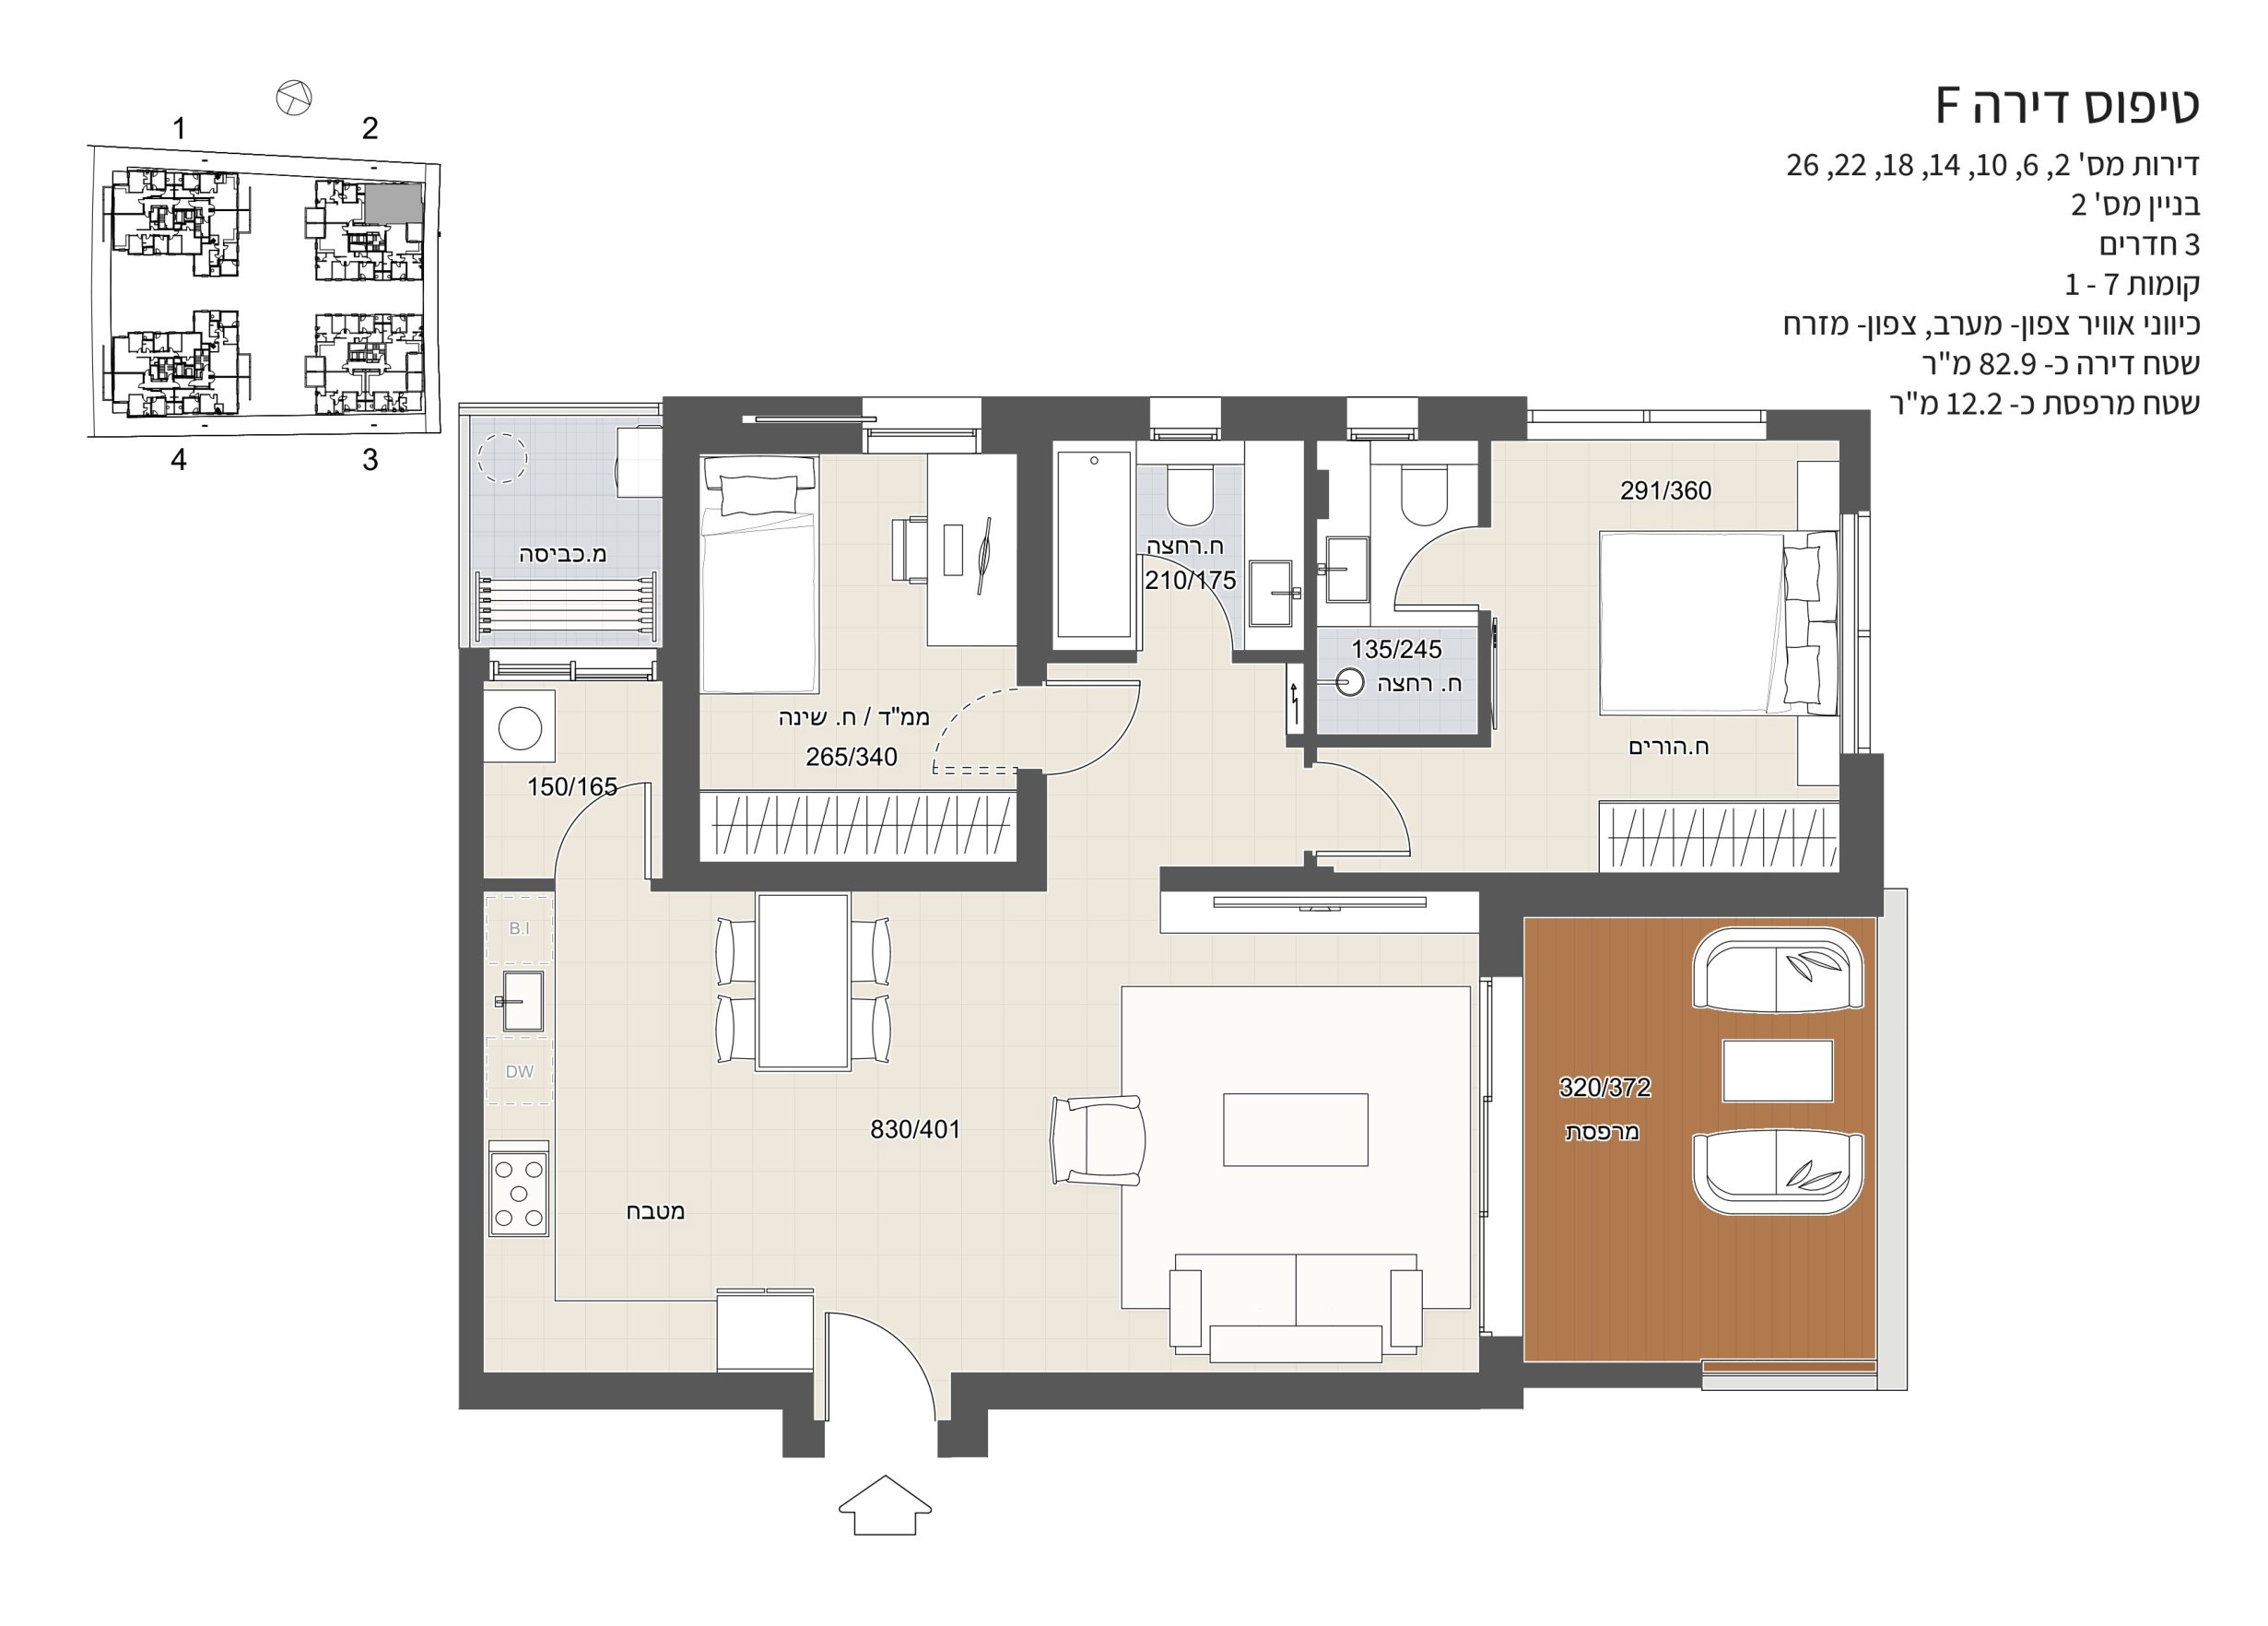 טיפוס דירה F
דירות מס' 2, 6, 10, 14, 18, 22, 26
בניין מס' 2
3 חדרים
קומות 7 - 1
כיווני אוויר צפון- מערב, צפון- מזרח
שטח דירה כ- 82.9 מ"ר
שטח מרפסת כ- 12.2 מ"ר
1
2
4
3
291/360
מ.כביסה
ח.רחצה
210/175
135/245
ח. רחצה
ממ"ד / ח. שינה
265/340
ח.הורים
150/165
B.I
DW
320/372
מרפסת
830/401
מטבח